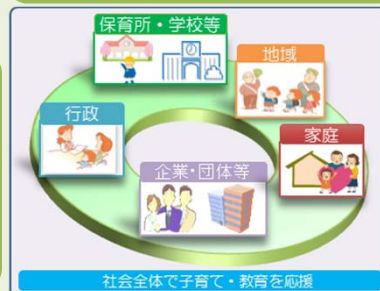 保育所・学校等
地域
行政
家庭
企業・団体等
社会全体で子育て・教育を応援